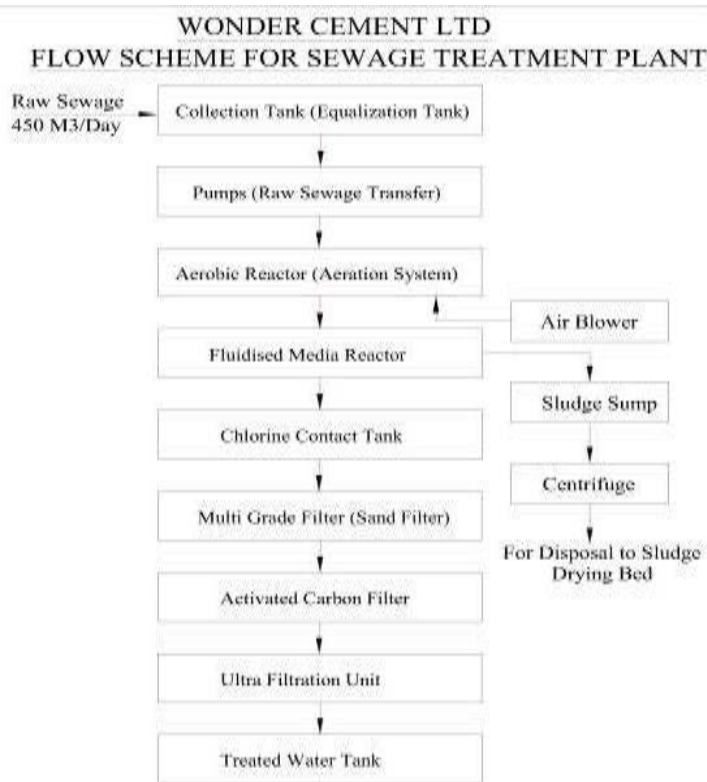 WONDER CEMENT LTD
FLOW SCHEME FOR SEWAGE TREATMENT PLANT
Raw Sewage
450 M3/Day
Collection Tank (Equalization Tank)
Pumps (Raw Sewage Transfer)
Aerobic Reactor (Aeration System)
Air Blower
Fluidised Media Reactor
Sludge Sump
Chlorine Contact Tank
Centrifuge
Multi Grade Filter (Sand Filter)
For Disposal to Sludge
Drying Bed
Activated Carbon Filter
Ultra Filtration Unit
Treated Water Tank